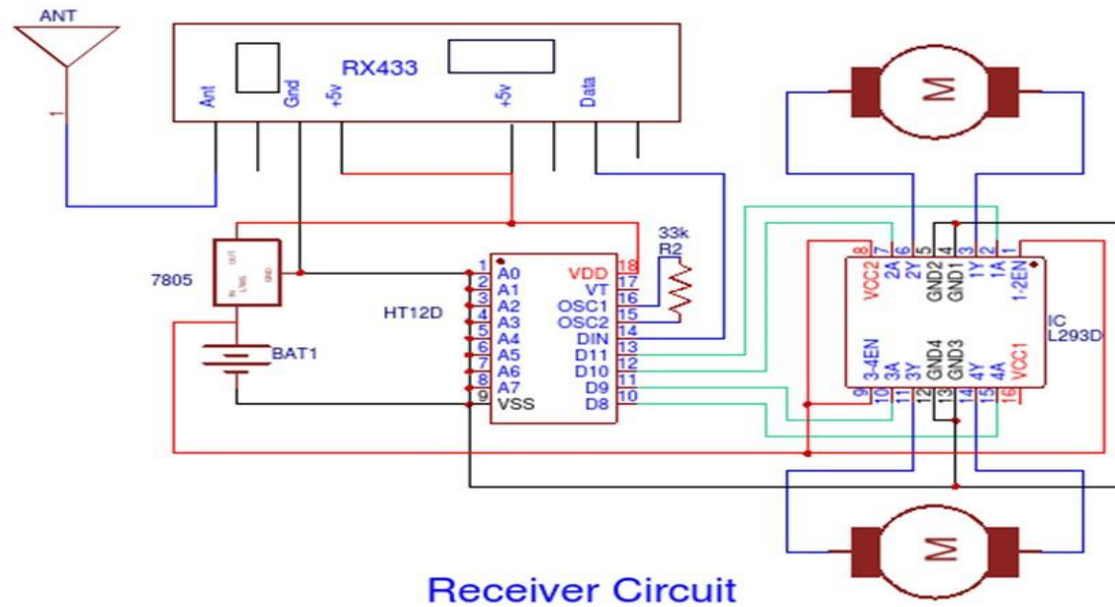 ANT
1
RX433
Ant
Gnd
+5v
+5v
Data
M
7805
OUT
GND
IN
BAT1
HT12D
1 A0
2 A1
3 A2
4 A3
5 A4
6 A5
7 A6
8 A7
9 VSS
VDD 18
VT 17
OSC1 16
OSC2 15
DIN 14
D11 13
D10 12
D9 11
D8 10
33k
R2
8 VCC2
7 2A
6 2Y
5 GND2
4 GND1
3 1Y
2 1A
1 1-2EN
IC
L293D
3-4EN 9
3A 10
3Y 11
GND4 12
GND3 13
4Y 14
4A 15
VCC1 16
M
Receiver Circuit